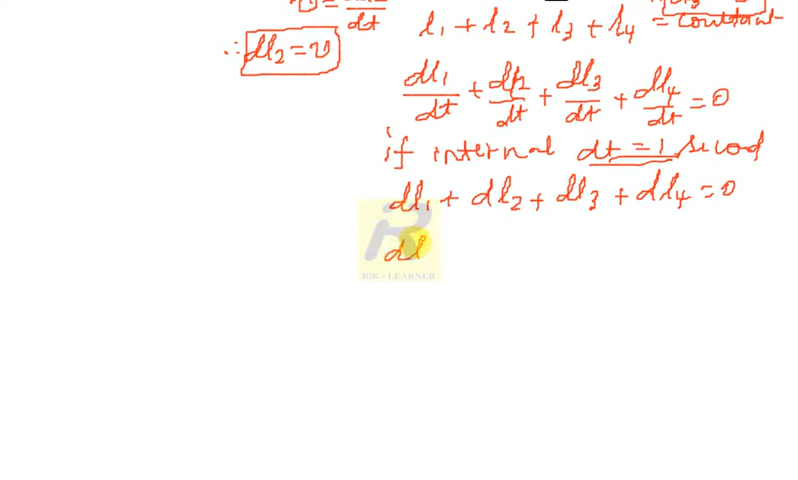 dt
l1 + l2 + l3 + l4 = constant
∴ dl2 = v
dl1/dt + dl2/dt + dl3/dt + dl4/dt = 0
if internal dt = 1 second
dl1 + dl2 + dl3 + dl4 = 0
dl
RIK - LEARNER